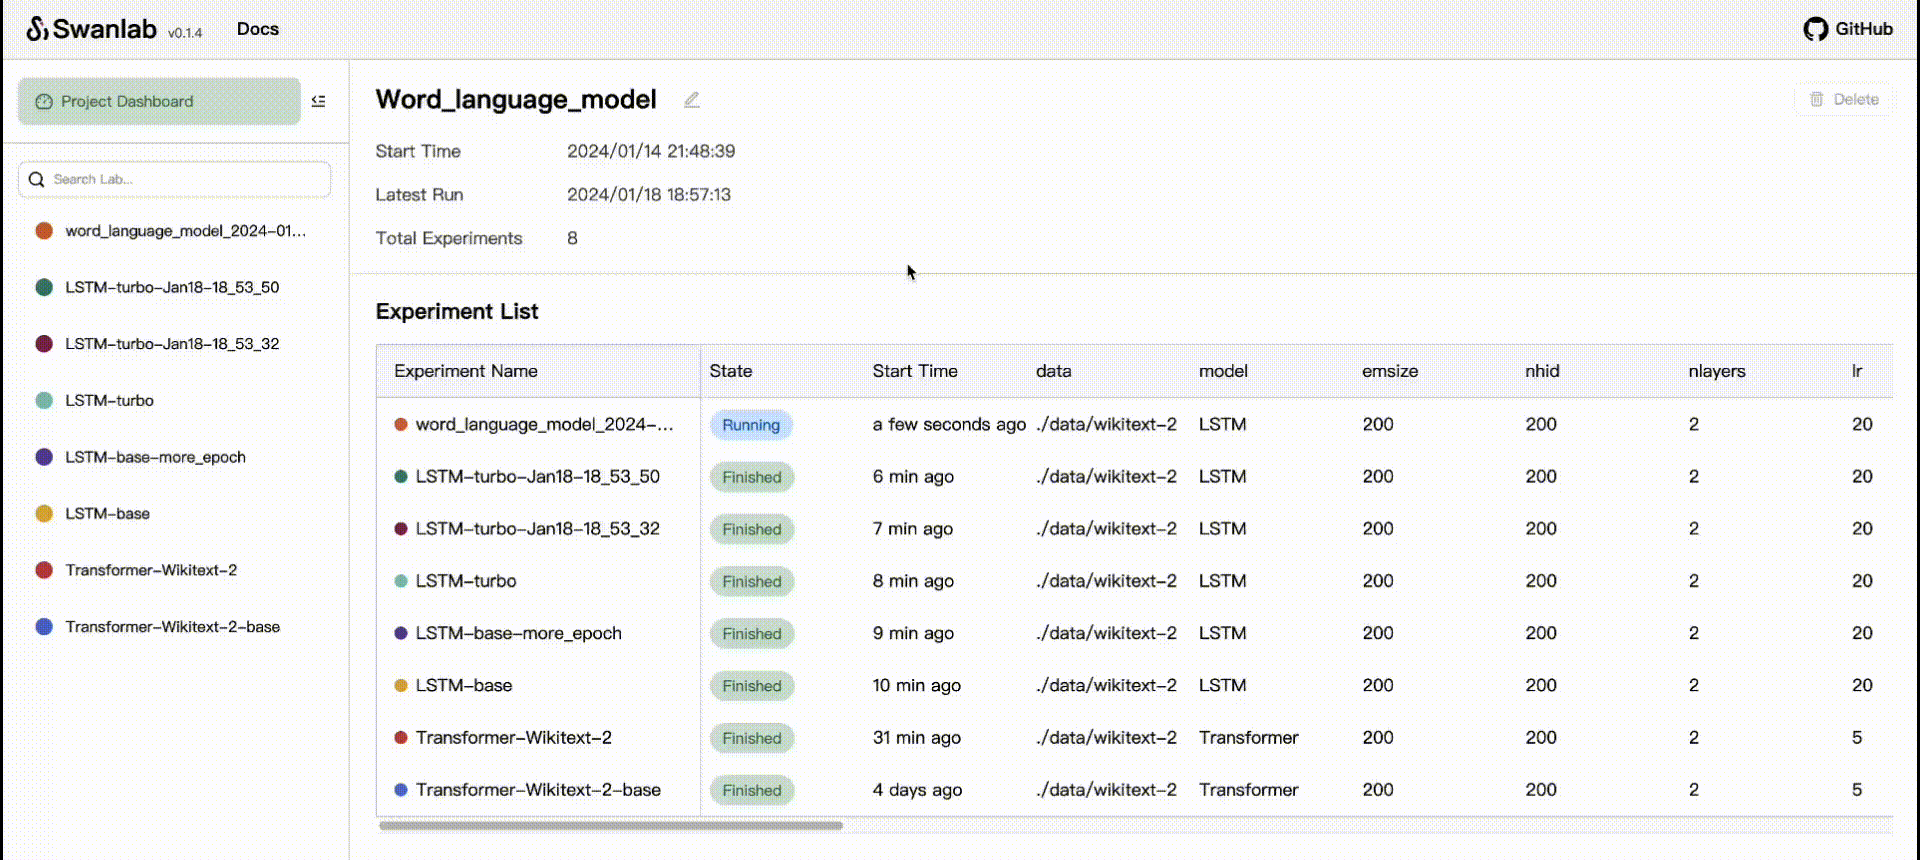 Swanlab v0.1.4 Docs GitHub
Project Dashboard
Search Lab...
word_language_model_2024-01...
LSTM-turbo-Jan18-18_53_50
LSTM-turbo-Jan18-18_53_32
LSTM-turbo
LSTM-base-more_epoch
LSTM-base
Transformer-Wikitext-2
Transformer-Wikitext-2-base
Word_language_model Delete
Start Time 2024/01/14 21:48:39
Latest Run 2024/01/18 18:57:13
Total Experiments 8
Experiment List
Experiment Name State Start Time data model emsize nhid nlayers lr
word_language_model_2024-... Running a few seconds ago ./data/wikitext-2 LSTM 200 200 2 20
LSTM-turbo-Jan18-18_53_50 Finished 6 min ago ./data/wikitext-2 LSTM 200 200 2 20
LSTM-turbo-Jan18-18_53_32 Finished 7 min ago ./data/wikitext-2 LSTM 200 200 2 20
LSTM-turbo Finished 8 min ago ./data/wikitext-2 LSTM 200 200 2 20
LSTM-base-more_epoch Finished 9 min ago ./data/wikitext-2 LSTM 200 200 2 20
LSTM-base Finished 10 min ago ./data/wikitext-2 LSTM 200 200 2 20
Transformer-Wikitext-2 Finished 31 min ago ./data/wikitext-2 Transformer 200 200 2 5
Transformer-Wikitext-2-base Finished 4 days ago ./data/wikitext-2 Transformer 200 200 2 5